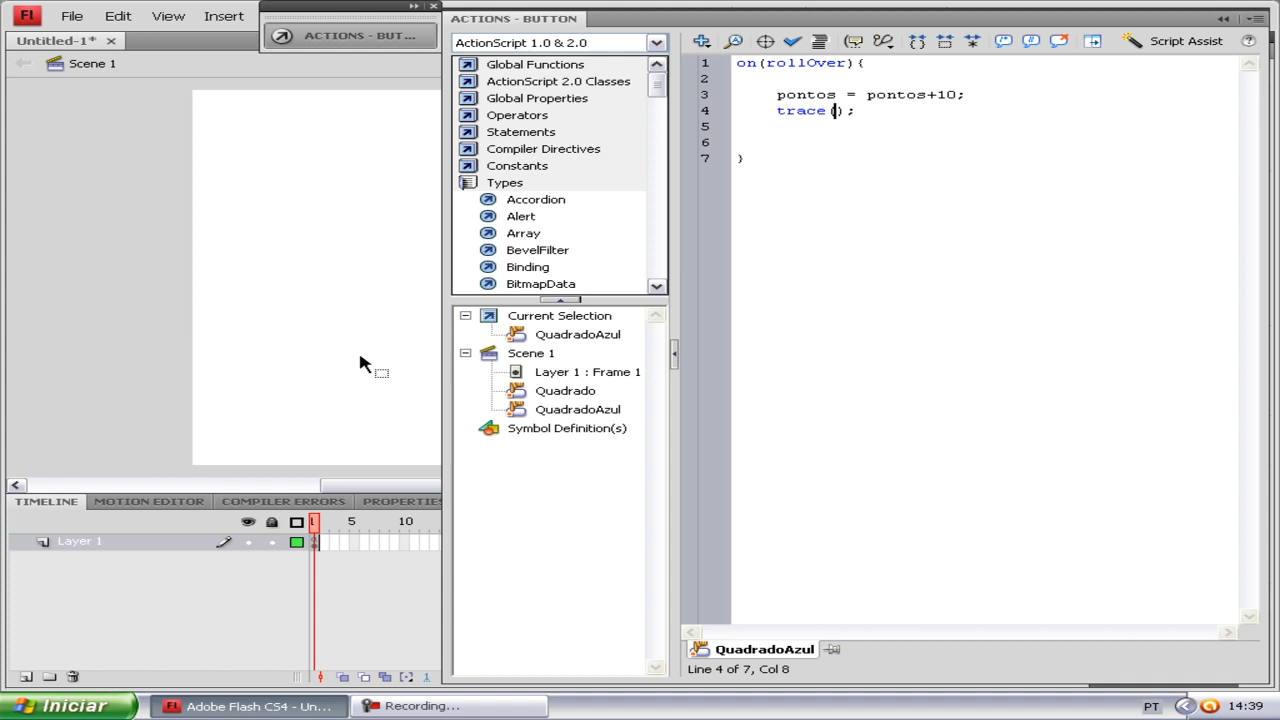 Fl File Edit View Insert
ACTIONS - BUT...
Untitled-1* ×
Scene 1
ACTIONS - BUTTON
ActionScript 1.0 & 2.0
Global Functions
ActionScript 2.0 Classes
Global Properties
Operators
Statements
Compiler Directives
Constants
Types
Accordion
Alert
Array
BevelFilter
Binding
BitmapData
Current Selection
QuadradoAzul
Scene 1
Layer 1 : Frame 1
Quadrado
QuadradoAzul
Symbol Definition(s)
Script Assist
1 on(rollOver){
2
3 pontos = pontos+10;
4 trace();
5
6
7 }
QuadradoAzul
Line 4 of 7, Col 8
TIMELINE MOTION EDITOR COMPILER ERRORS PROPERTIES
1 5 10
Layer 1
Iniciar
Adobe Flash CS4 - Un...
Recording...
PT
14:39